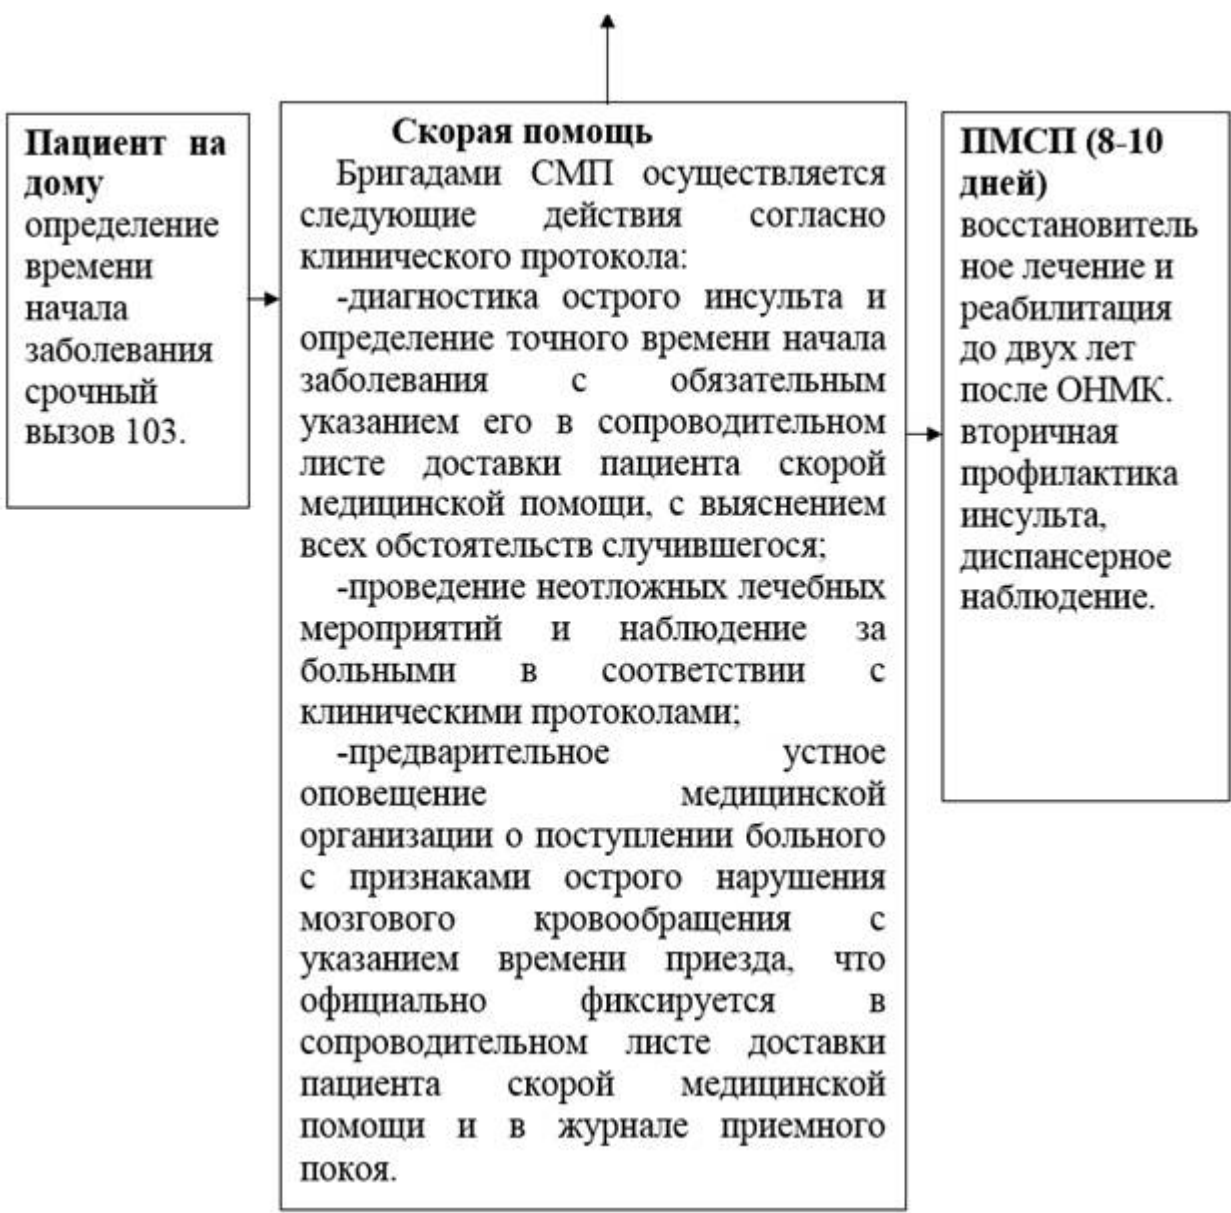 Пациент на
дому
определение
времени
начала
заболевания
срочный
вызов 103.
Скорая помощь
Бригадами СМП осуществляется
следующие действия согласно
клинического протокола:
-диагностика острого инсульта и
определение точного времени начала
заболевания с обязательным
указанием его в сопроводительном
листе доставки пациента скорой
медицинской помощи, с выяснением
всех обстоятельств случившегося;
-проведение неотложных лечебных
мероприятий и наблюдение за
больными в соответствии с
клиническими протоколами;
-предварительное устное
оповещение медицинской
организации о поступлении больного
с признаками острого нарушения
мозгового кровообращения с
указанием времени приезда, что
официально фиксируется в
сопроводительном листе доставки
пациента скорой медицинской
помощи и в журнале приемного
покоя.
ПМСП (8-10
дней)
восстановитель
ное лечение и
реабилитация
до двух лет
после ОНМК.
вторичная
профилактика
инсульта,
диспансерное
наблюдение.